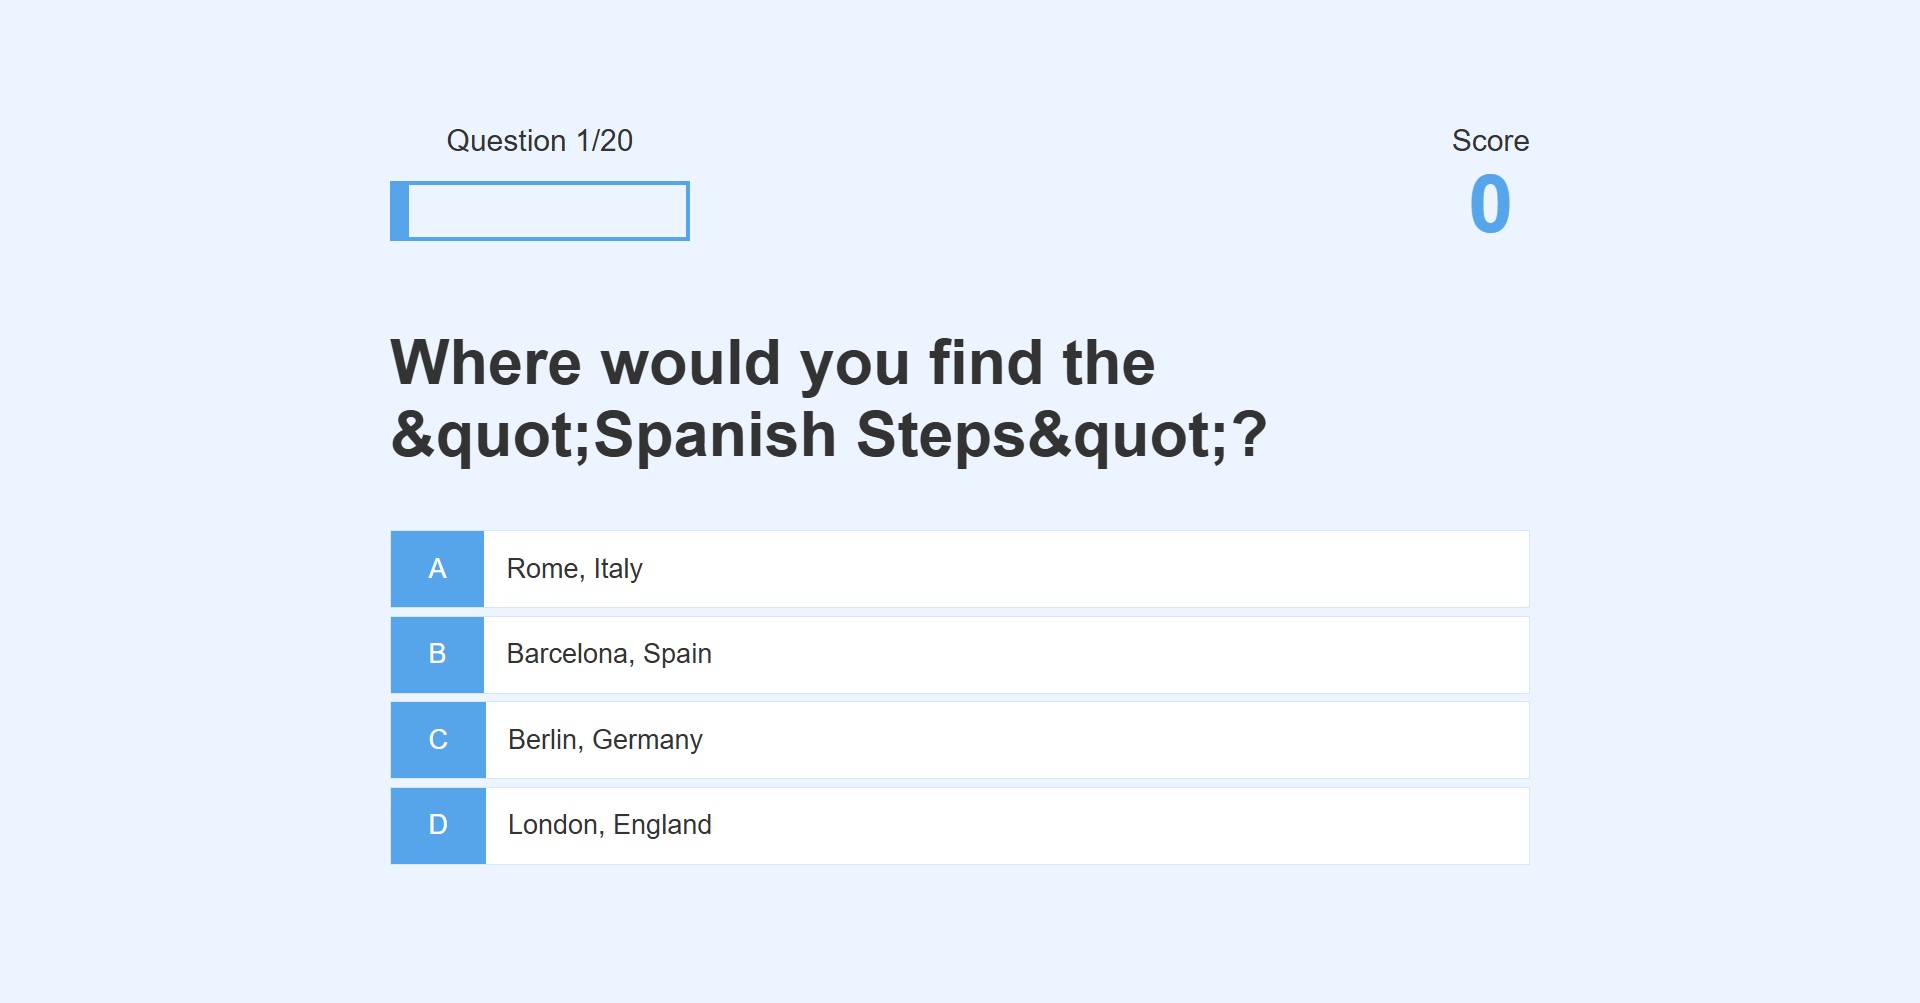 Question 1/20
Score
0
Where would you find the
&quot;Spanish Steps&quot;?
A Rome, Italy
B Barcelona, Spain
C Berlin, Germany
D London, England